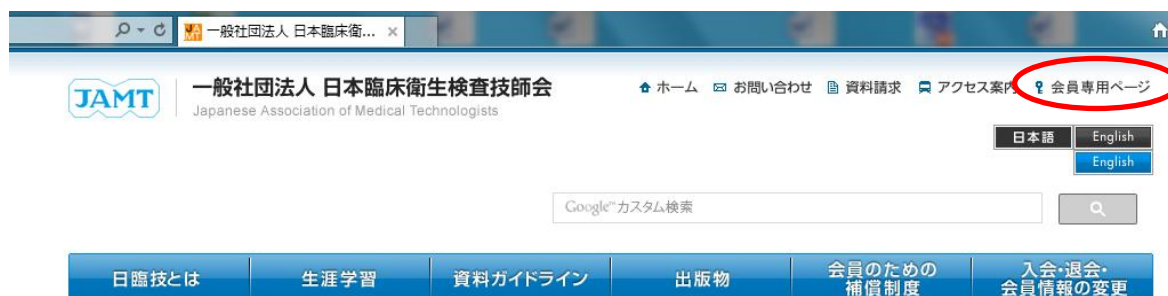 一般社団法人 日本臨床衛... ×
JAMT
一般社団法人 日本臨床衛生検査技師会
Japanese Association of Medical Technologists
ホーム お問い合わせ 資料請求 アクセス案内 会員専用ページ
日本語 English
English
Google™カスタム検索
日臨技とは 生涯学習 資料ガイドライン 出版物 会員のための補償制度 入会・退会・会員情報の変更